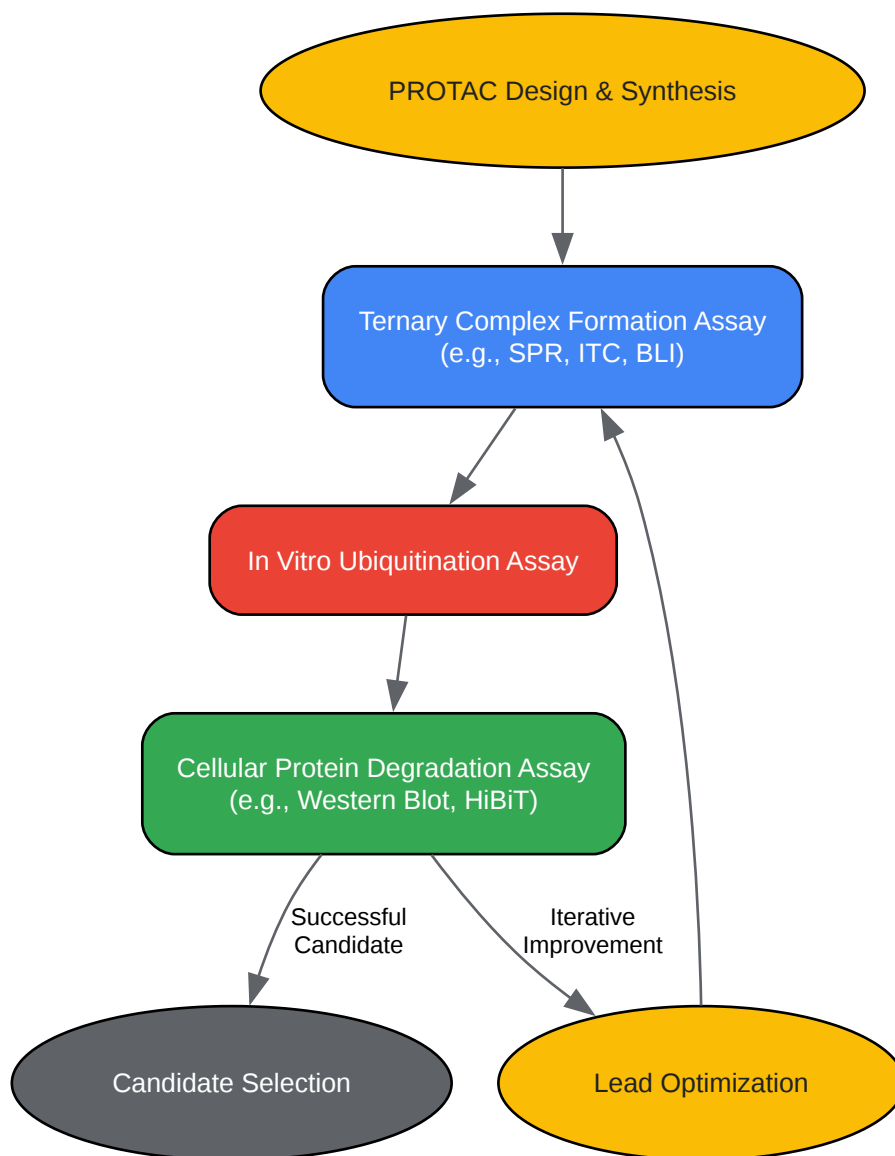 PROTAC Design & Synthesis
Ternary Complex Formation Assay
(e.g., SPR, ITC, BLI)
In Vitro Ubiquitination Assay
Cellular Protein Degradation Assay
(e.g., Western Blot, HiBiT)
Successful
Candidate
Iterative
Improvement
Candidate Selection
Lead Optimization